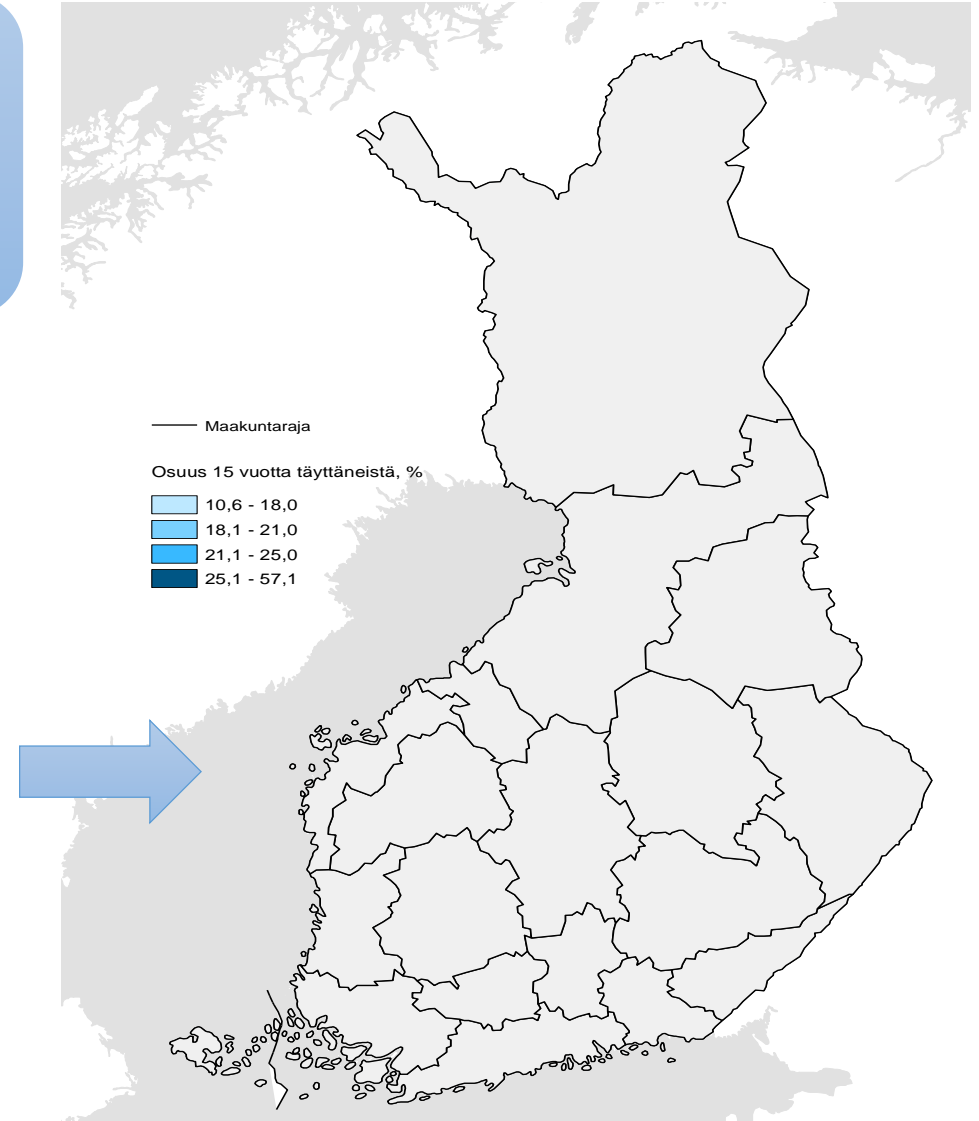 Maakuntaraja
Osuus 15 vuotta täyttäneistä, %
10,6 - 18,0
18,1 - 21,0
21,1 - 25,0
25,1 - 57,1